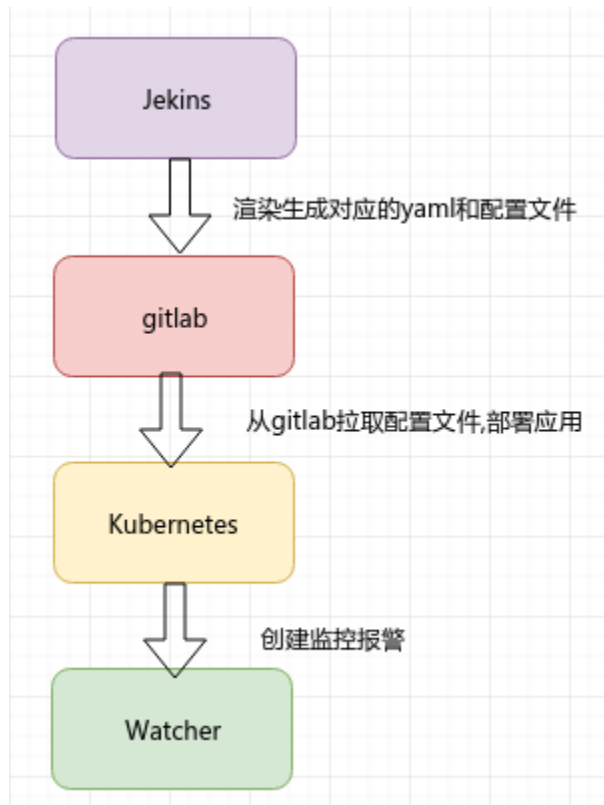 Jekins
渲染生成对应的yaml和配置文件
gitlab
从gitlab拉取配置文件,部署应用
Kubernetes
创建监控报警
Watcher